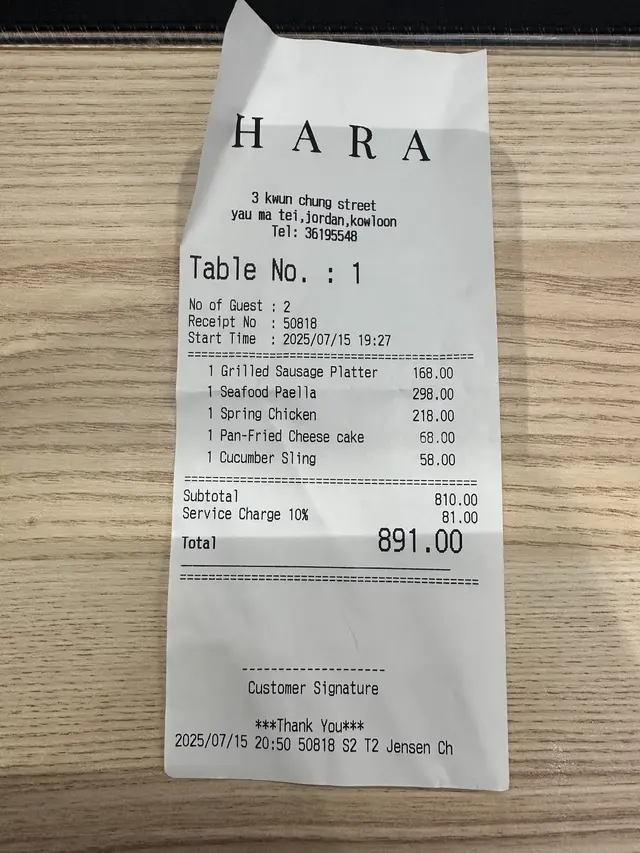 HARA
3 kwun chung street
yau ma tei,jordan,kowloon
Tel: 36195548
Table No. : 1
No of Guest : 2
Receipt No : 50818
Start Time : 2025/07/15 19:27
1 Grilled Sausage Platter 168.00
1 Seafood Paella 298.00
1 Spring Chicken 218.00
1 Pan-Fried Cheese cake 68.00
1 Cucumber Sling 58.00
Subtotal 810.00
Service Charge 10% 81.00
Total 891.00
Customer Signature
***Thank You***
2025/07/15 20:50 50818 S2 T2 Jensen Ch